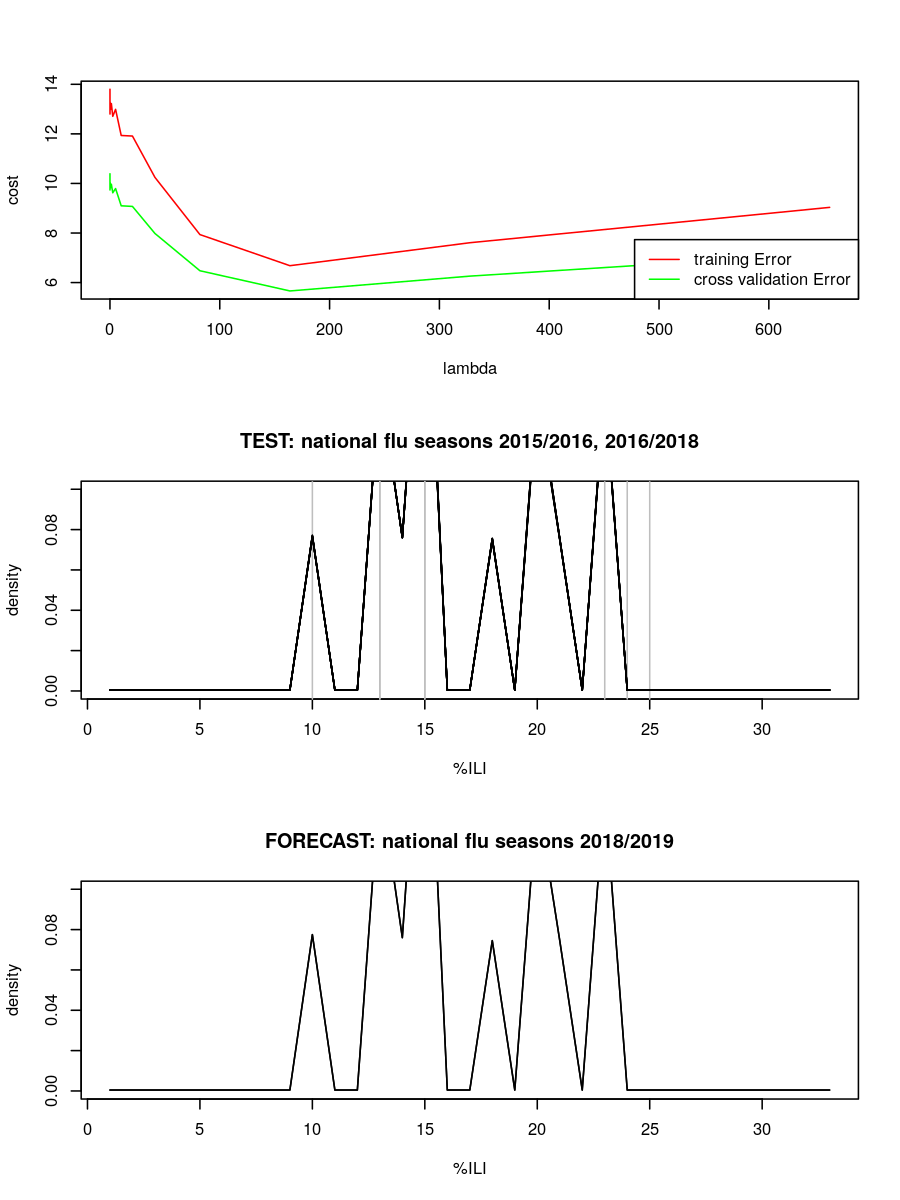 cost
14
12
10
8
6
training Error
cross validation Error
0 100 200 300 400 500 600
lambda
TEST: national flu seasons 2015/2016, 2016/2018
density
0.08
0.04
0.00
0 5 10 15 20 25 30
%ILI
FORECAST: national flu seasons 2018/2019
density
0.08
0.04
0.00
0 5 10 15 20 25 30
%ILI